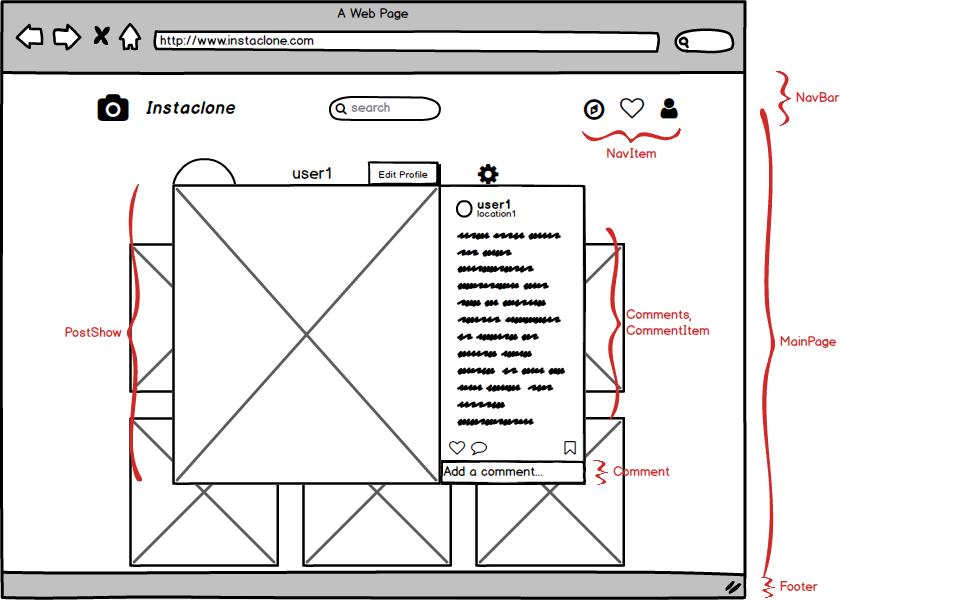 A Web Page
http://www.instaclone.com
NavBar
Instaclone
search
NavItem
user1
Edit Profile
user1
location1
PostShow
Comments,
CommentItem
MainPage
Add a comment...
Comment
Footer